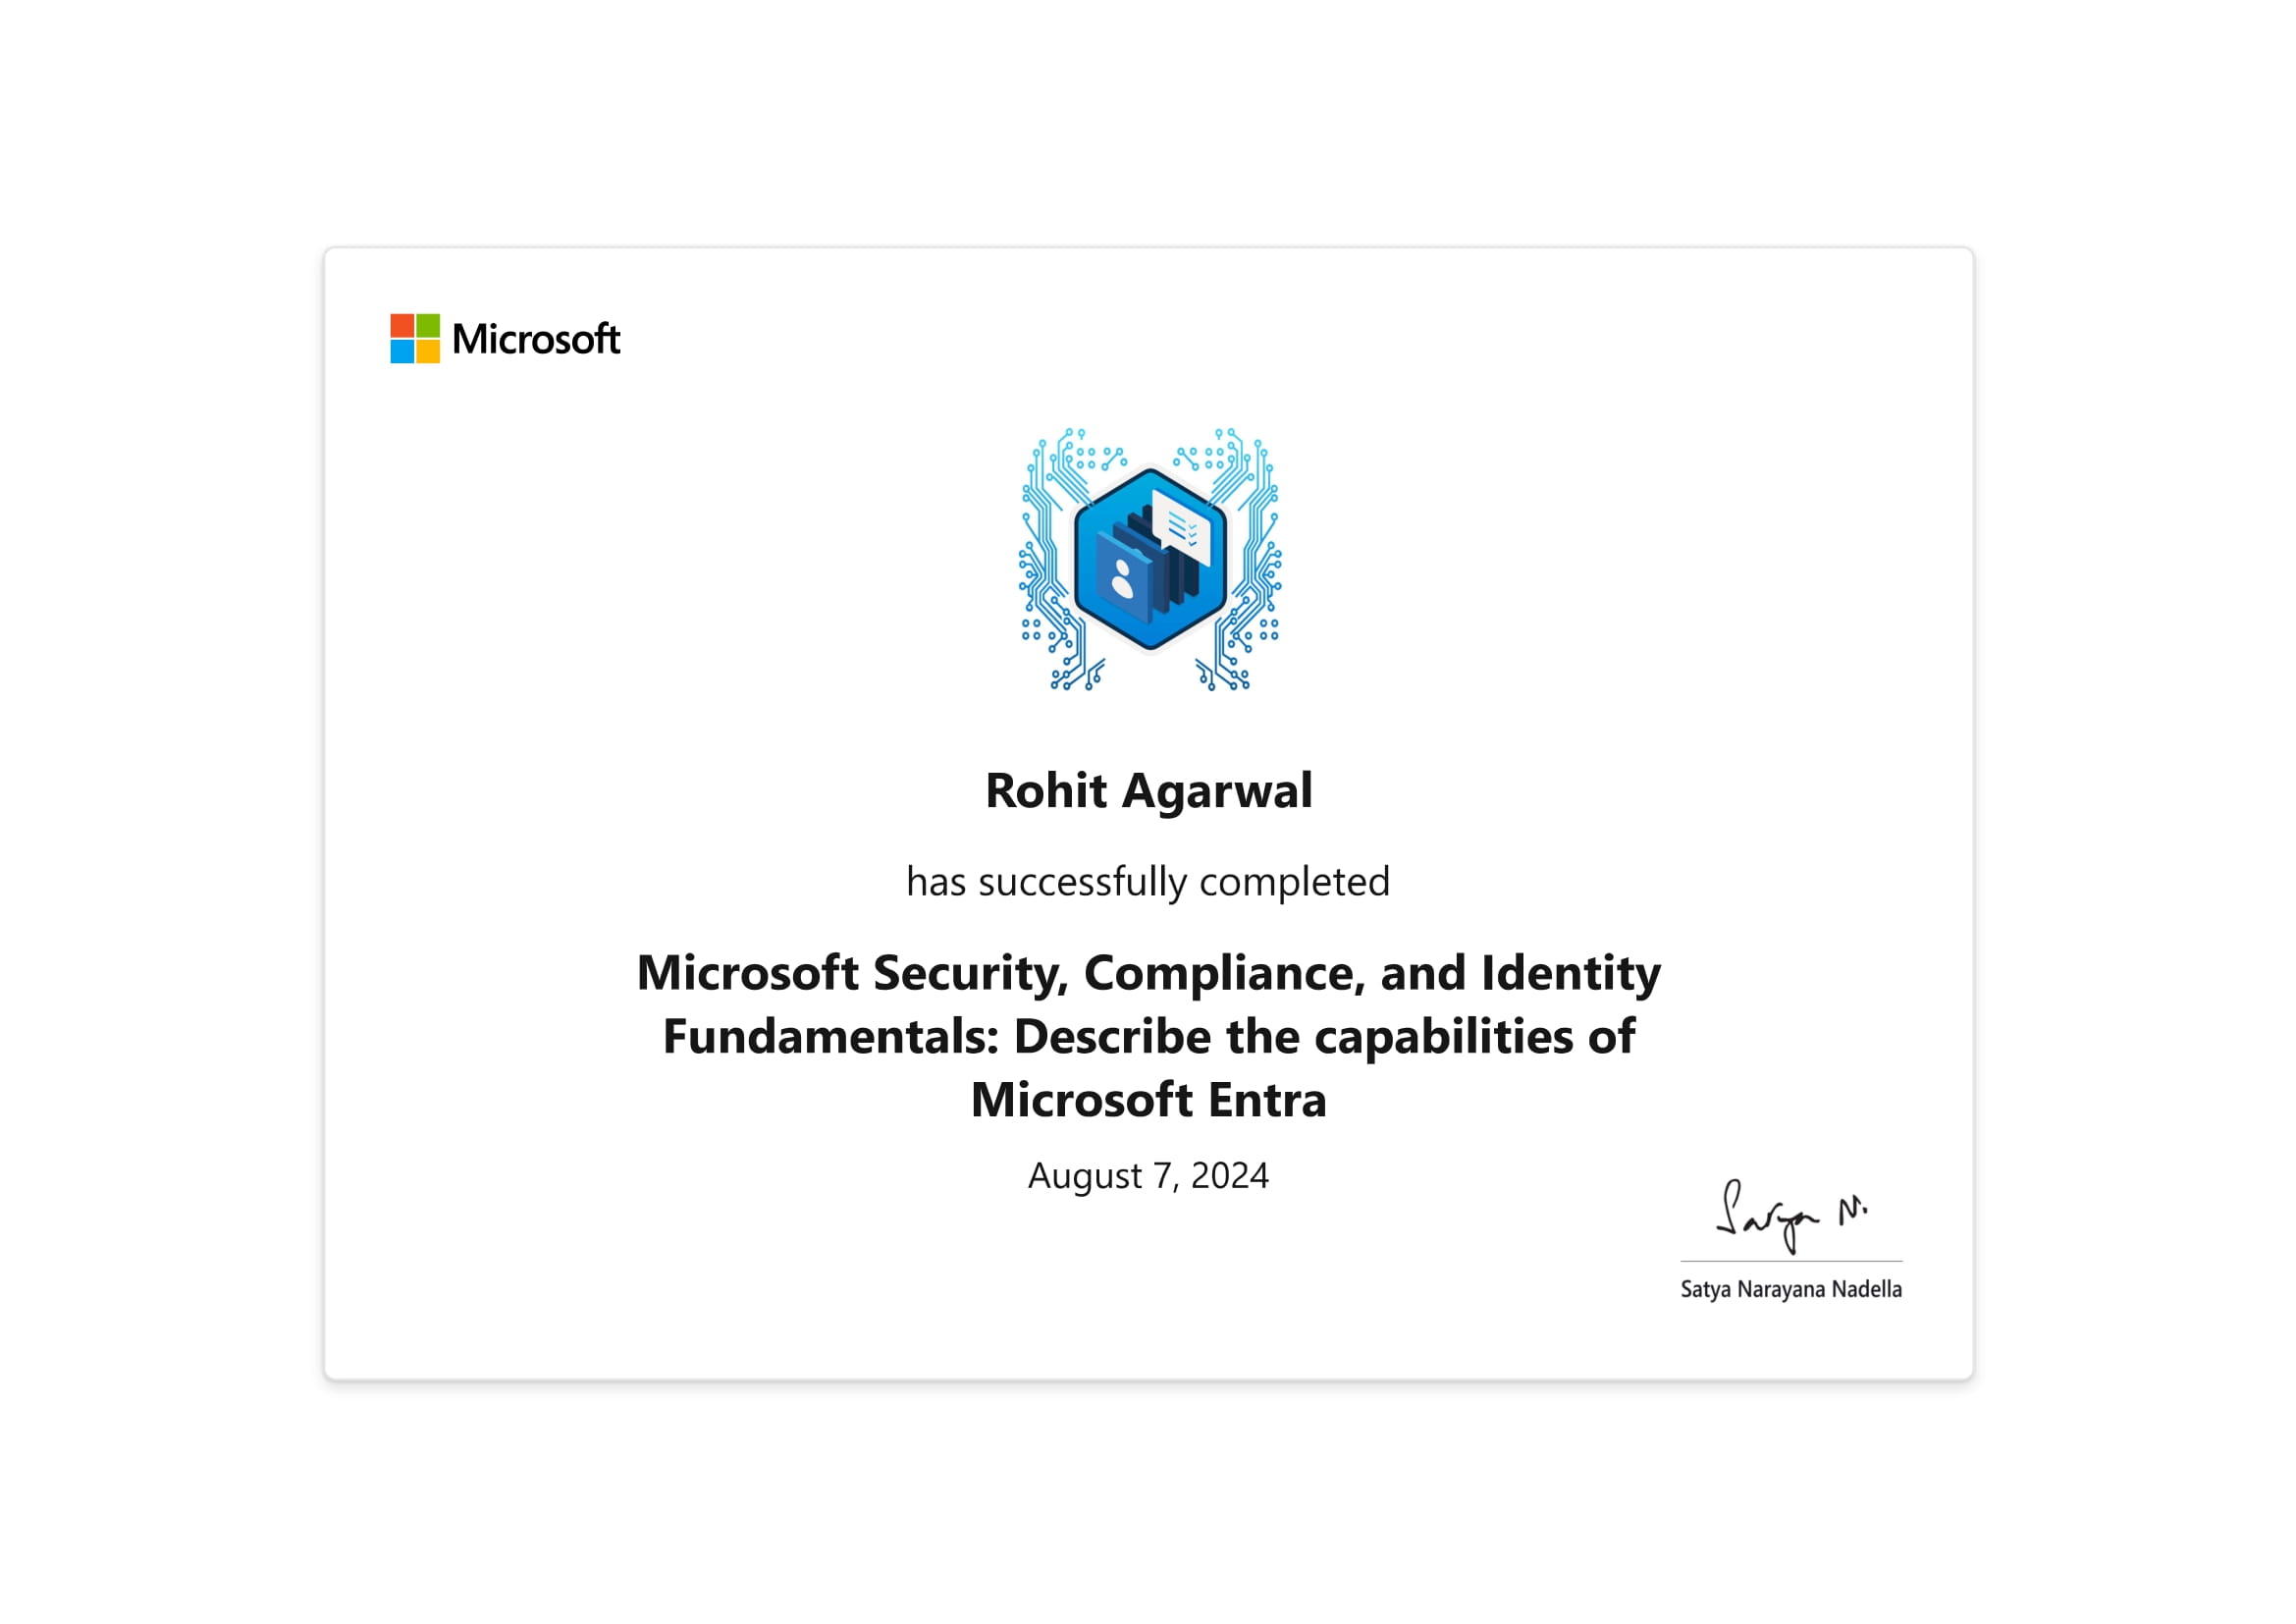 Microsoft
Rohit Agarwal
has successfully completed
Microsoft Security, Compliance, and Identity
Fundamentals: Describe the capabilities of
Microsoft Entra
August 7, 2024
Satya N.
Satya Narayana Nadella